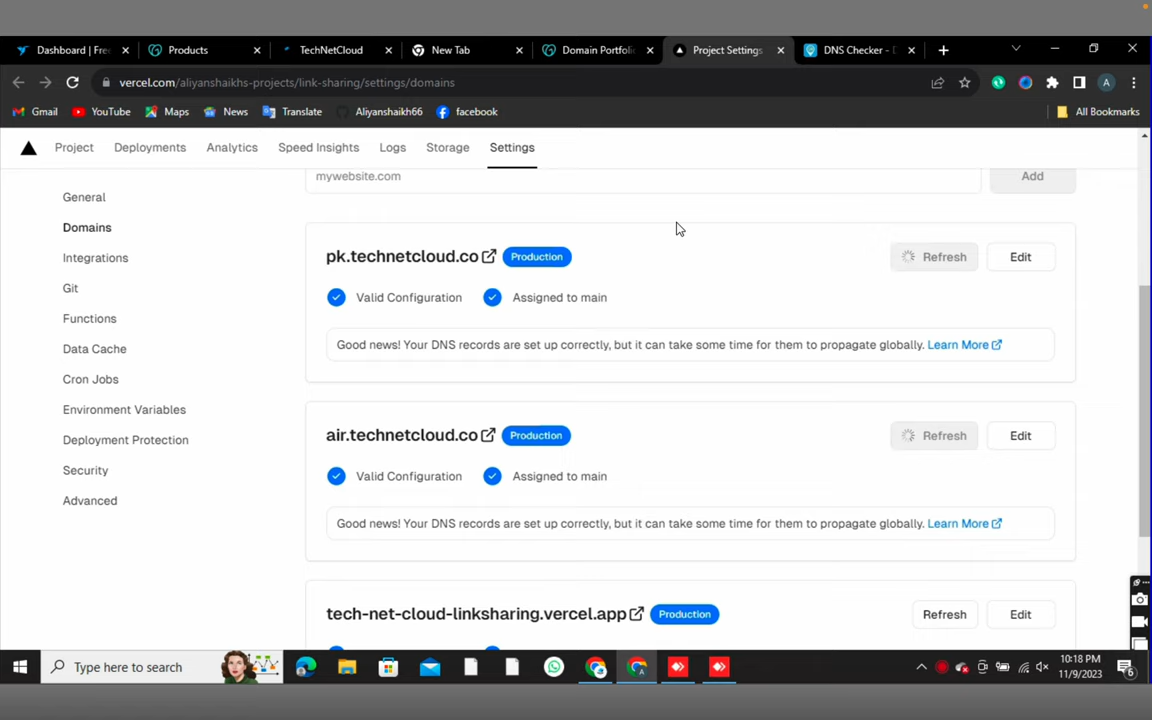 Dashboard | Free
Products
TechNetCloud
New Tab
Domain Portfolio
Project Settings
DNS Checker - D
vercel.com/aliyanshaikhs-projects/link-sharing/settings/domains
A
Gmail
YouTube
Maps
News
Translate
Aliyanshaikh66
facebook
All Bookmarks
Project
Deployments
Analytics
Speed Insights
Logs
Storage
Settings
mywebsite.com
Add
General
Domains
Integrations
Git
Functions
Data Cache
Cron Jobs
Environment Variables
Deployment Protection
Security
Advanced
pk.technetcloud.co
Production
Refresh
Edit
Valid Configuration
Assigned to main
Good news! Your DNS records are set up correctly, but it can take some time for them to propagate globally. Learn More
air.technetcloud.co
Production
Refresh
Edit
Valid Configuration
Assigned to main
Good news! Your DNS records are set up correctly, but it can take some time for them to propagate globally. Learn More
tech-net-cloud-linksharing.vercel.app
Production
Refresh
Edit
Type here to search
10:18 PM
11/9/2023
6